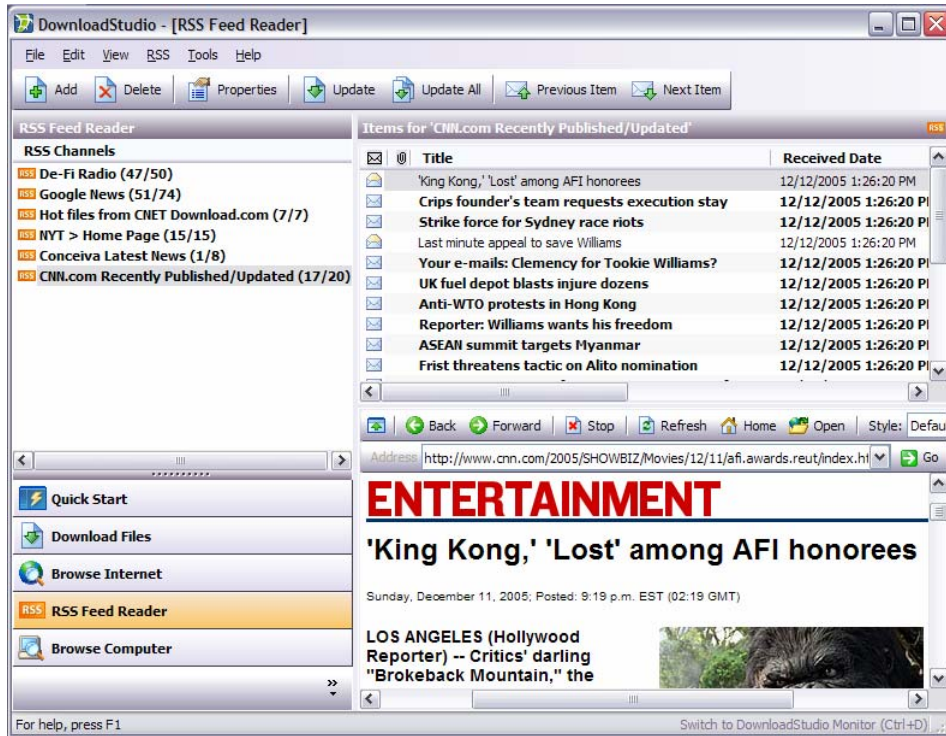 DownloadStudio - [RSS Feed Reader]
File Edit View RSS Tools Help
Add Delete Properties Update Update All Previous Item Next Item
RSS Feed Reader
RSS Channels
RSS De-Fi Radio (47/50)
RSS Google News (51/74)
RSS Hot files from CNET Download.com (7/7)
RSS NYT > Home Page (15/15)
RSS Conceiva Latest News (1/8)
RSS CNN.com Recently Published/Updated (17/20)
Quick Start
Download Files
Browse Internet
RSS RSS Feed Reader
Browse Computer
Items for 'CNN.com Recently Published/Updated' RSS
Title Received Date
'King Kong,' 'Lost' among AFI honorees 12/12/2005 1:26:20 PM
Crips founder's team requests execution stay 12/12/2005 1:26:20 P
Strike force for Sydney race riots 12/12/2005 1:26:20 P
Last minute appeal to save Williams 12/12/2005 1:26:20 PM
Your e-mails: Clemency for Tookie Williams? 12/12/2005 1:26:20 P
UK fuel depot blasts injure dozens 12/12/2005 1:26:20 P
Anti-WTO protests in Hong Kong 12/12/2005 1:26:20 P
Reporter: Williams wants his freedom 12/12/2005 1:26:20 P
ASEAN summit targets Myanmar 12/12/2005 1:26:20 P
Frist threatens tactic on Alito nomination 12/12/2005 1:26:20 P
Back Forward Stop Refresh Home Open Style: Defau
Address http://www.cnn.com/2005/SHOWBIZ/Movies/12/11/afi.awards.reut/index.ht Go
ENTERTAINMENT
'King Kong,' 'Lost' among AFI honorees
Sunday, December 11, 2005; Posted: 9:19 p.m. EST (02:19 GMT)
LOS ANGELES (Hollywood
Reporter) -- Critics' darling
"Brokeback Mountain," the
For help, press F1 Switch to DownloadStudio Monitor (Ctrl+D)